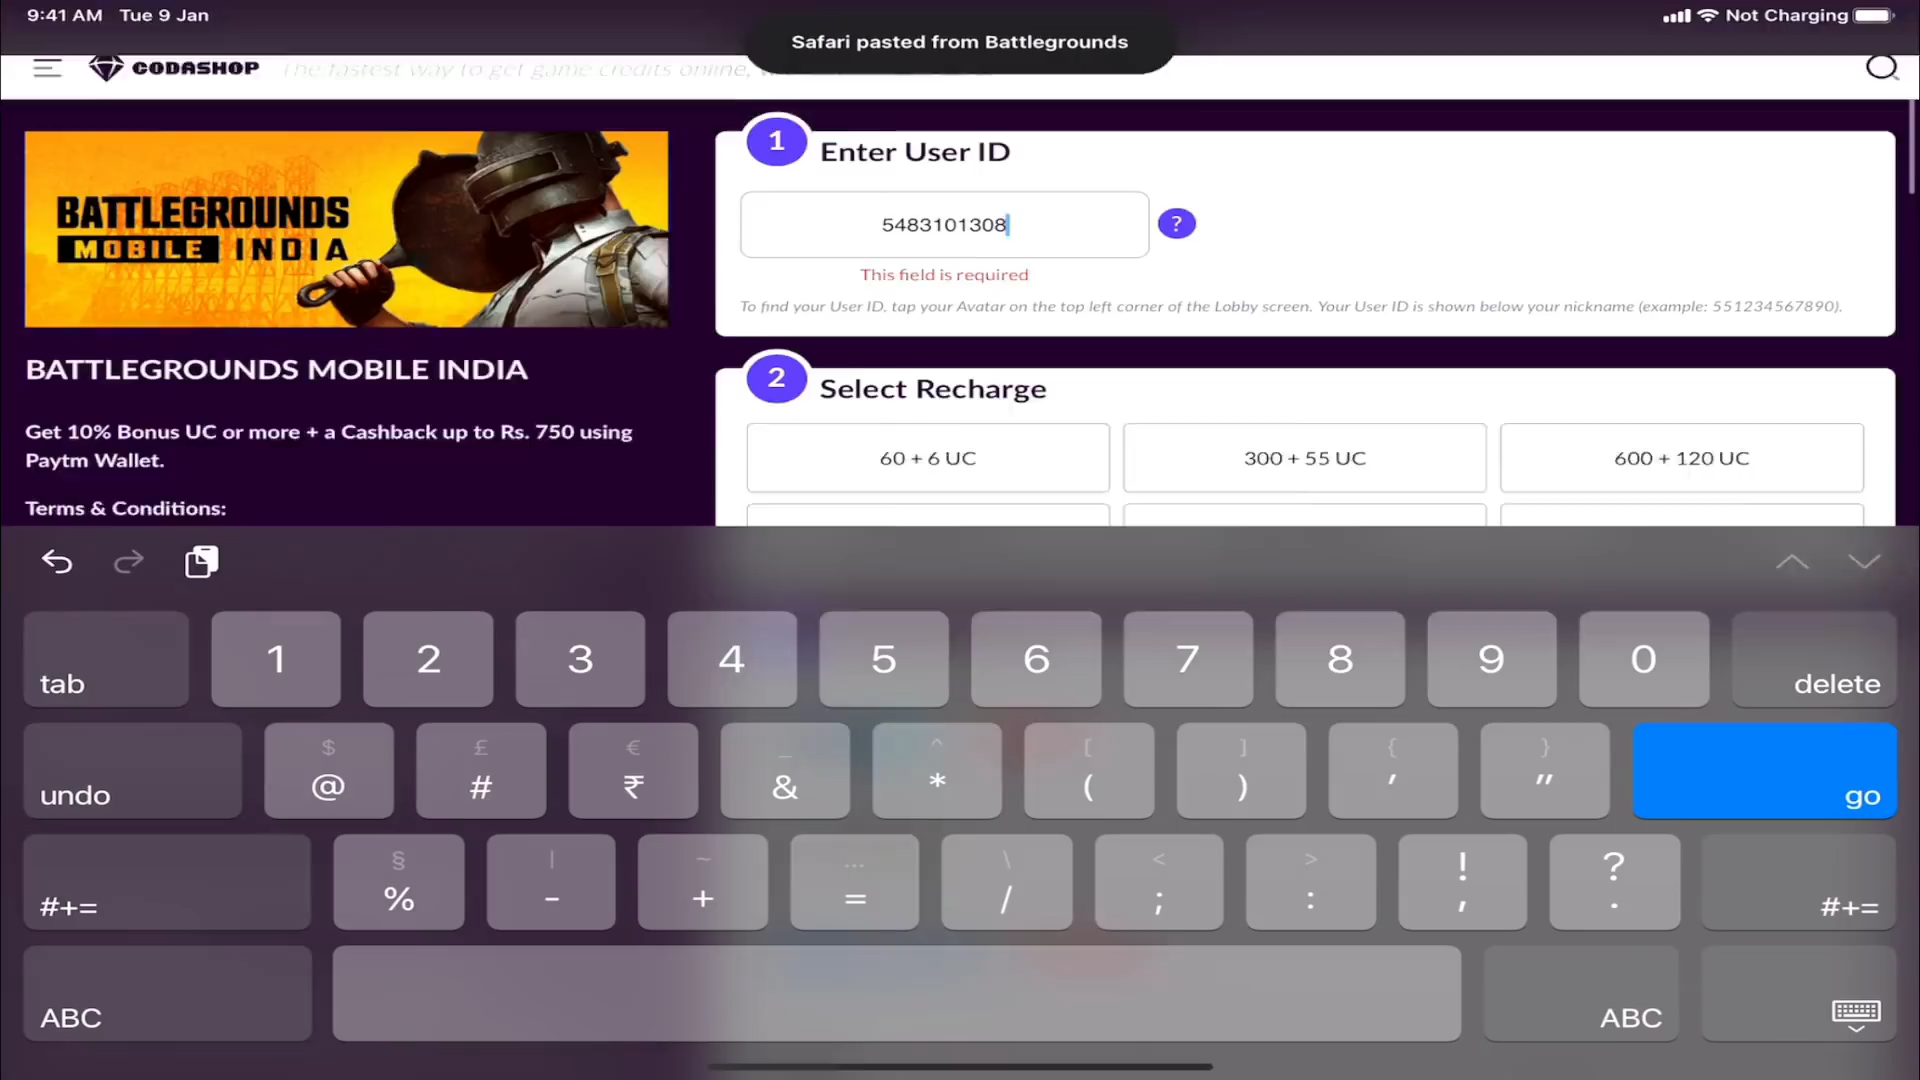 9:41 AM Tue 9 Jan
Not Charging
Safari pasted from Battlegrounds
CODASHOP The fastest way to get game credits online,
1
Enter User ID
5483101308
?
This field is required
To find your User ID, tap your Avatar on the top left corner of the Lobby screen. Your User ID is shown below your nickname (example: 551234567890).
BATTLEGROUNDS
MOBILE INDIA
BATTLEGROUNDS MOBILE INDIA
Get 10% Bonus UC or more + a Cashback up to Rs. 750 using
Paytm Wallet.
Terms & Conditions:
2
Select Recharge
60 + 6 UC
300 + 55 UC
600 + 120 UC
tab 1 2 3 4 5 6 7 8 9 0 delete
$ £ € _ ^ [ ] { }
undo @ # ₹ & * ( ) ' " go
§ | ~ ... \ < > ! ?
#+= % - + = / ; : , . #+=
ABC ABC